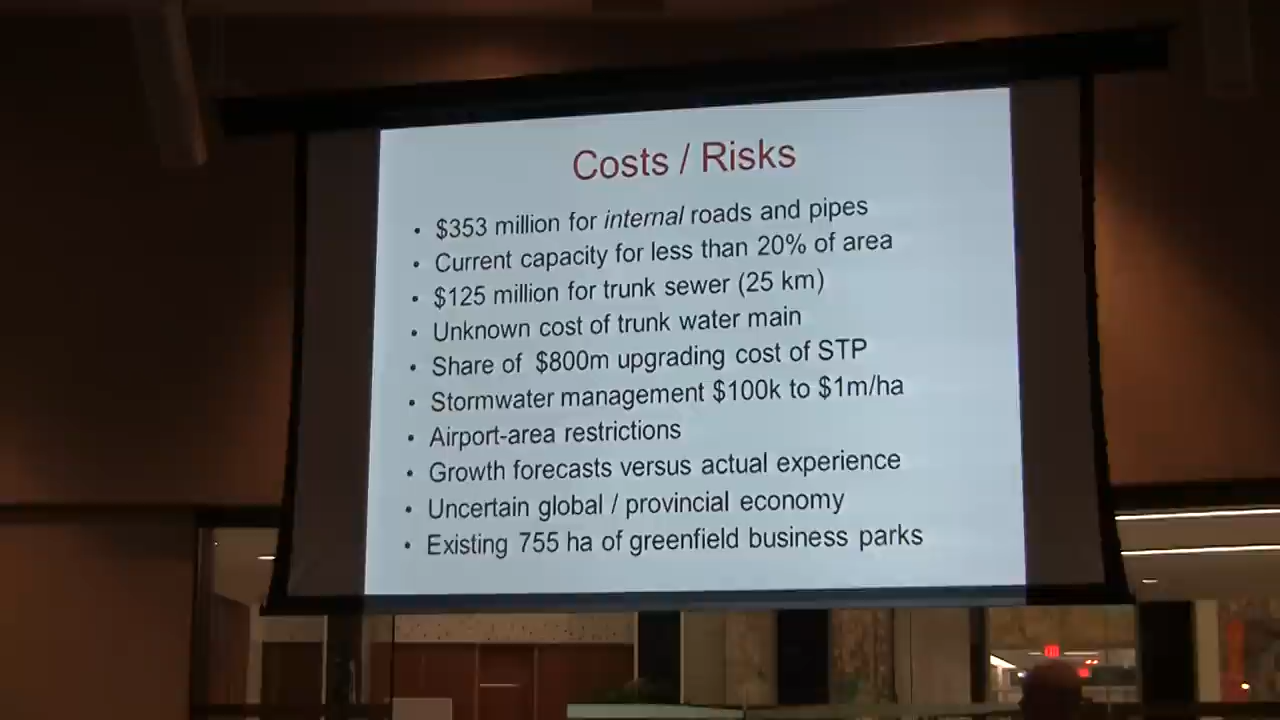 Costs / Risks
• $353 million for internal roads and pipes
• Current capacity for less than 20% of area
• $125 million for trunk sewer (25 km)
• Unknown cost of trunk water main
• Share of $800m upgrading cost of STP
• Stormwater management $100k to $1m/ha
• Airport-area restrictions
• Growth forecasts versus actual experience
• Uncertain global / provincial economy
• Existing 755 ha of greenfield business parks